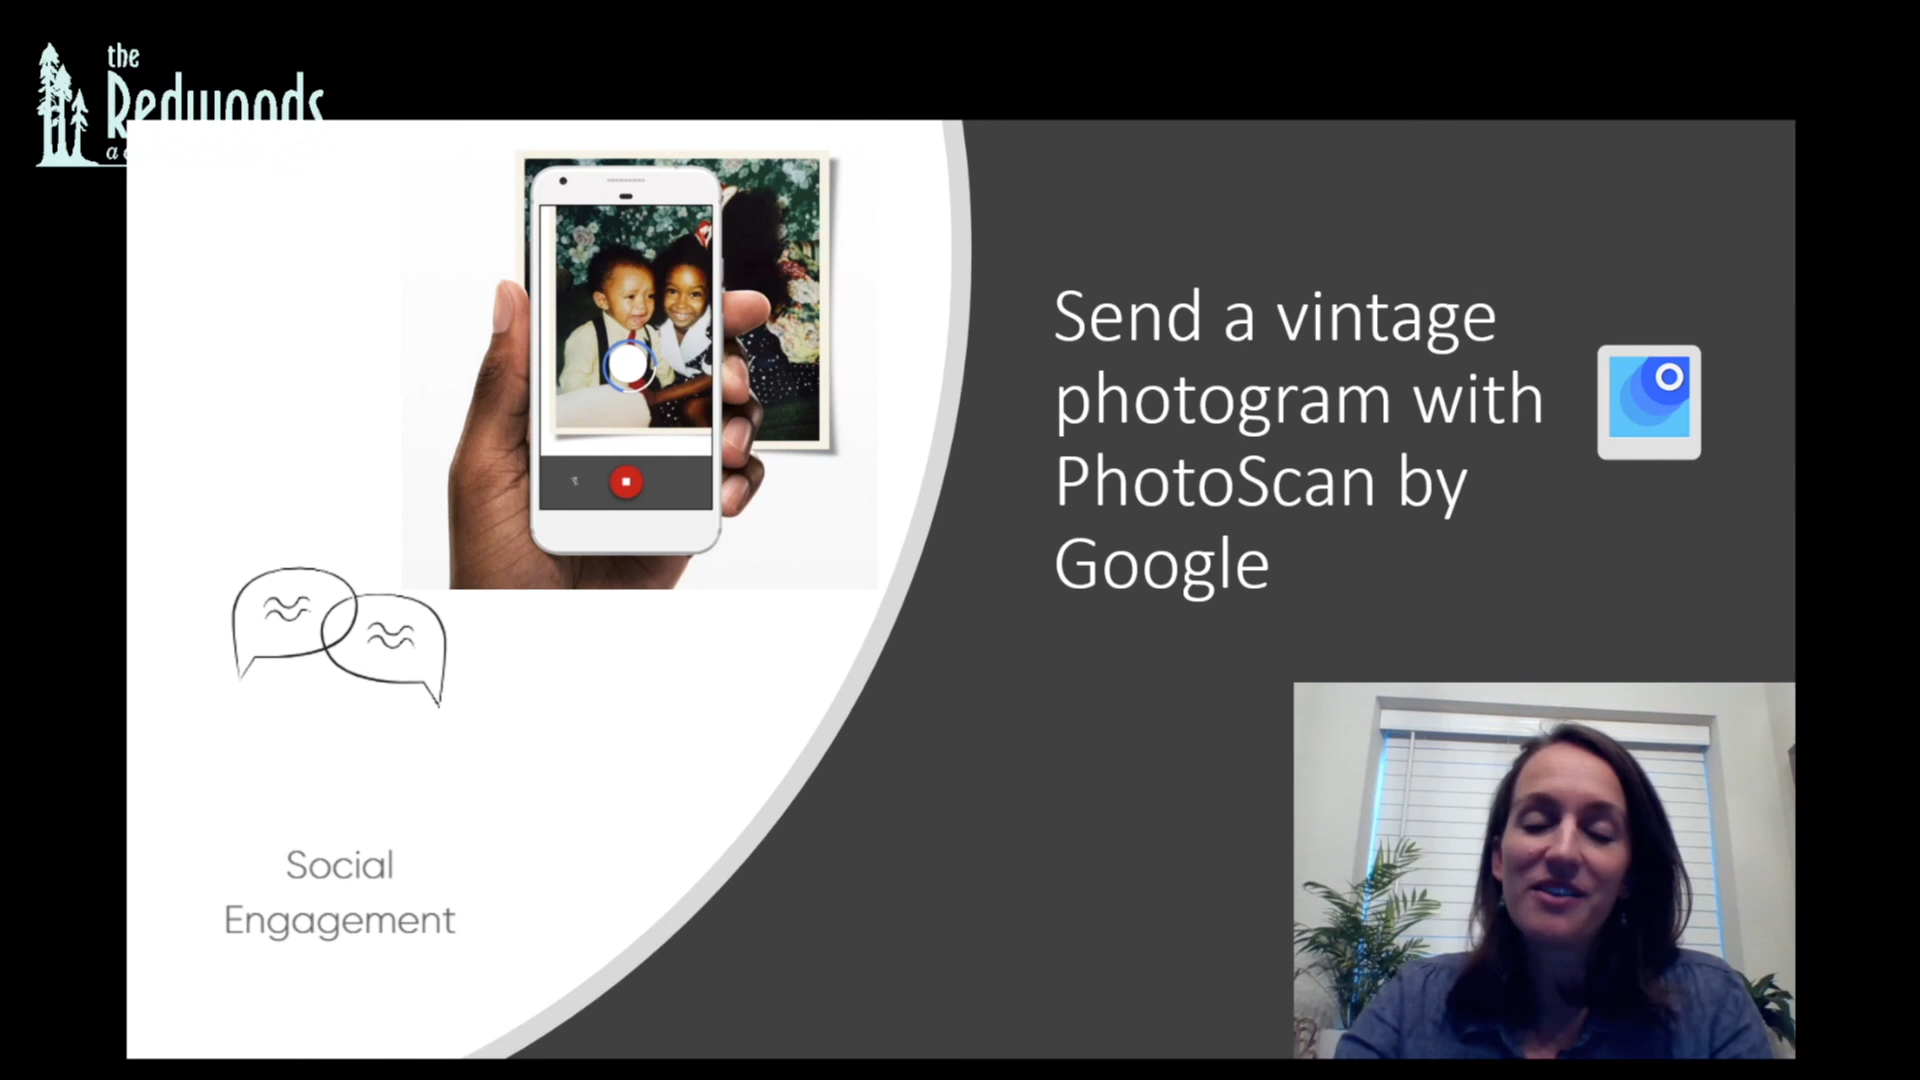 the
Redwoods
Send a vintage
photogram with
PhotoScan by
Google
Social
Engagement